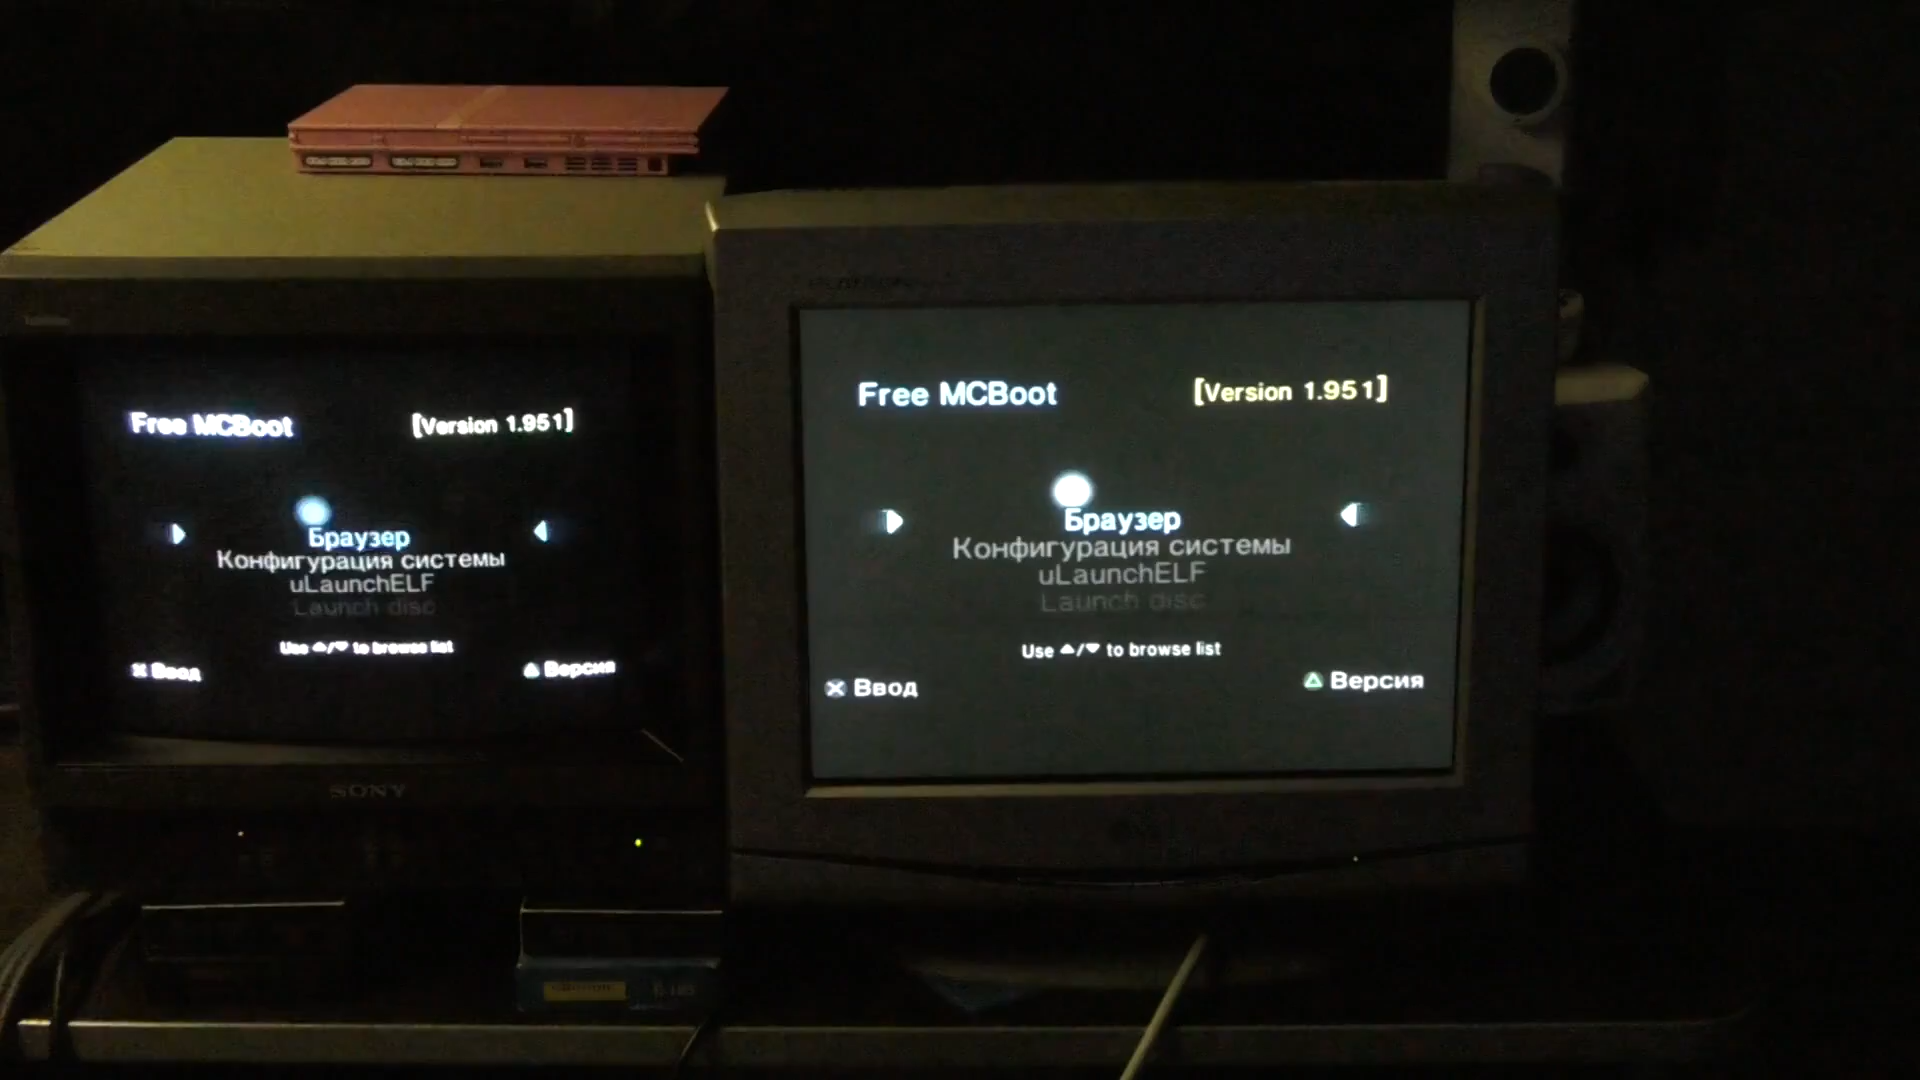 Free MCBoot
[Version 1.951]
Браузер
Конфигурация системы
uLaunchELF
Launch disc
Use ▲/▼ to browse list
X Ввод
▲ Версия
SONY
Free MCBoot
[Version 1.951]
Браузер
Конфигурация системы
uLaunchELF
Launch disc
Use ▲/▼ to browse list
X Ввод
▲ Версия